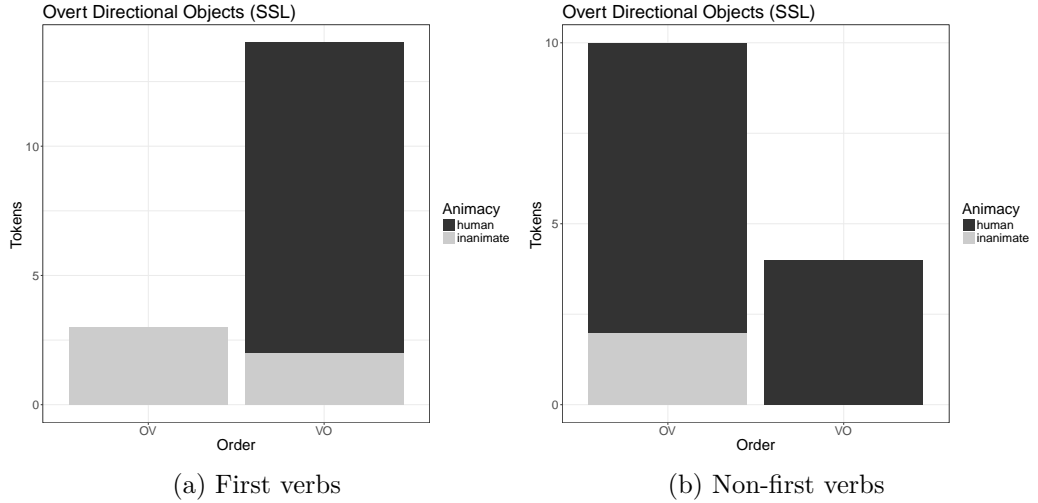 Overt Directional Objects (SSL)
Tokens
10
5
0
OV
VO
Order
Animacy
human
inanimate
(a) First verbs
Overt Directional Objects (SSL)
Tokens
10
5
0
OV
VO
Order
Animacy
human
inanimate
(b) Non-first verbs